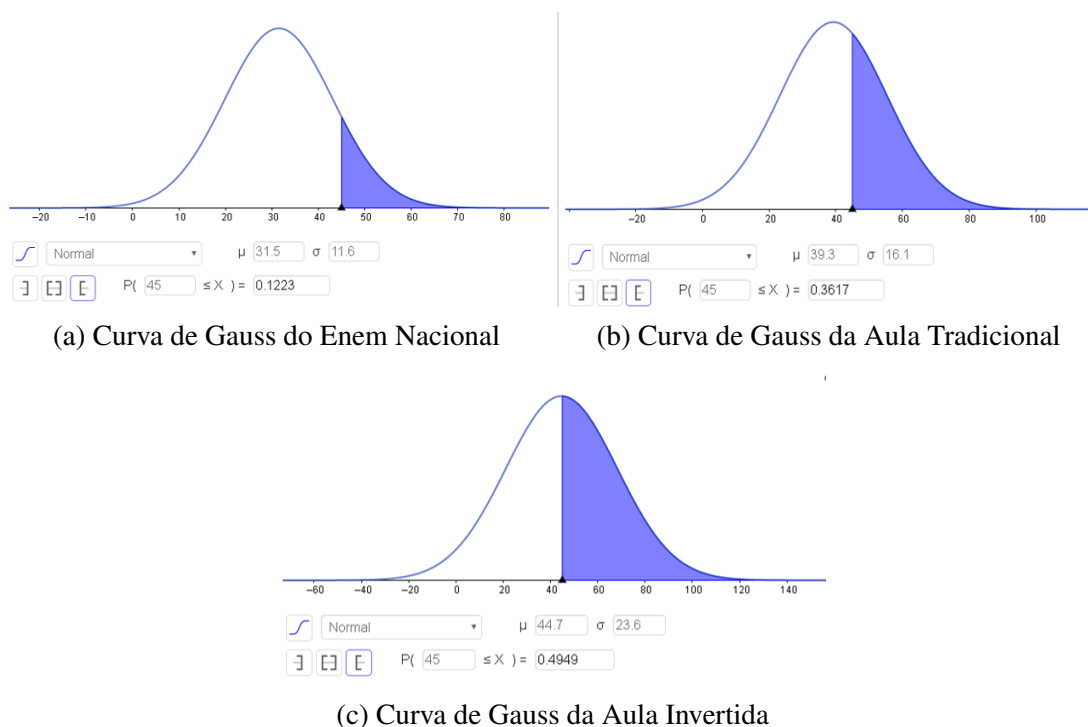 −20 −10 0 10 20 30 40 50 60 70 80
Normal μ 31.5 σ 11.6
P( 45 ≤ X ) = 0.1223
(a) Curva de Gauss do Enem Nacional
0 20 40 60 80 100
Normal μ 39.3 σ 16.1
P( 45 ≤ X ) = 0.3617
(b) Curva de Gauss da Aula Tradicional
−60 −40 −20 0 20 40 60 80 100 120 140
Normal μ 44.7 σ 23.6
P( 45 ≤ X ) = 0.4949
(c) Curva de Gauss da Aula Invertida